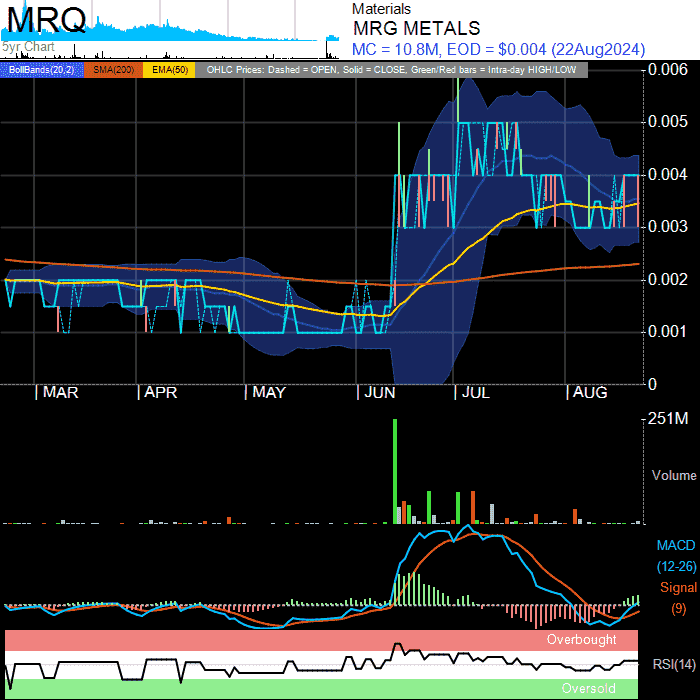 MRQ
5yr Chart
Materials
MRG METALS
MC = 10.8M, EOD = $0.004 (22Aug2024)
BollBands(20,2) SMA(200) EMA(50) OHLC Prices: Dashed = OPEN, Solid = CLOSE, Green/Red bars = Intra-day HIGH/LOW
0.006
0.005
0.004
0.003
0.002
0.001
0
MAR APR MAY JUN JUL AUG
251M
Volume
MACD
(12-26)
Signal
(9)
Overbought
RSI(14)
Oversold